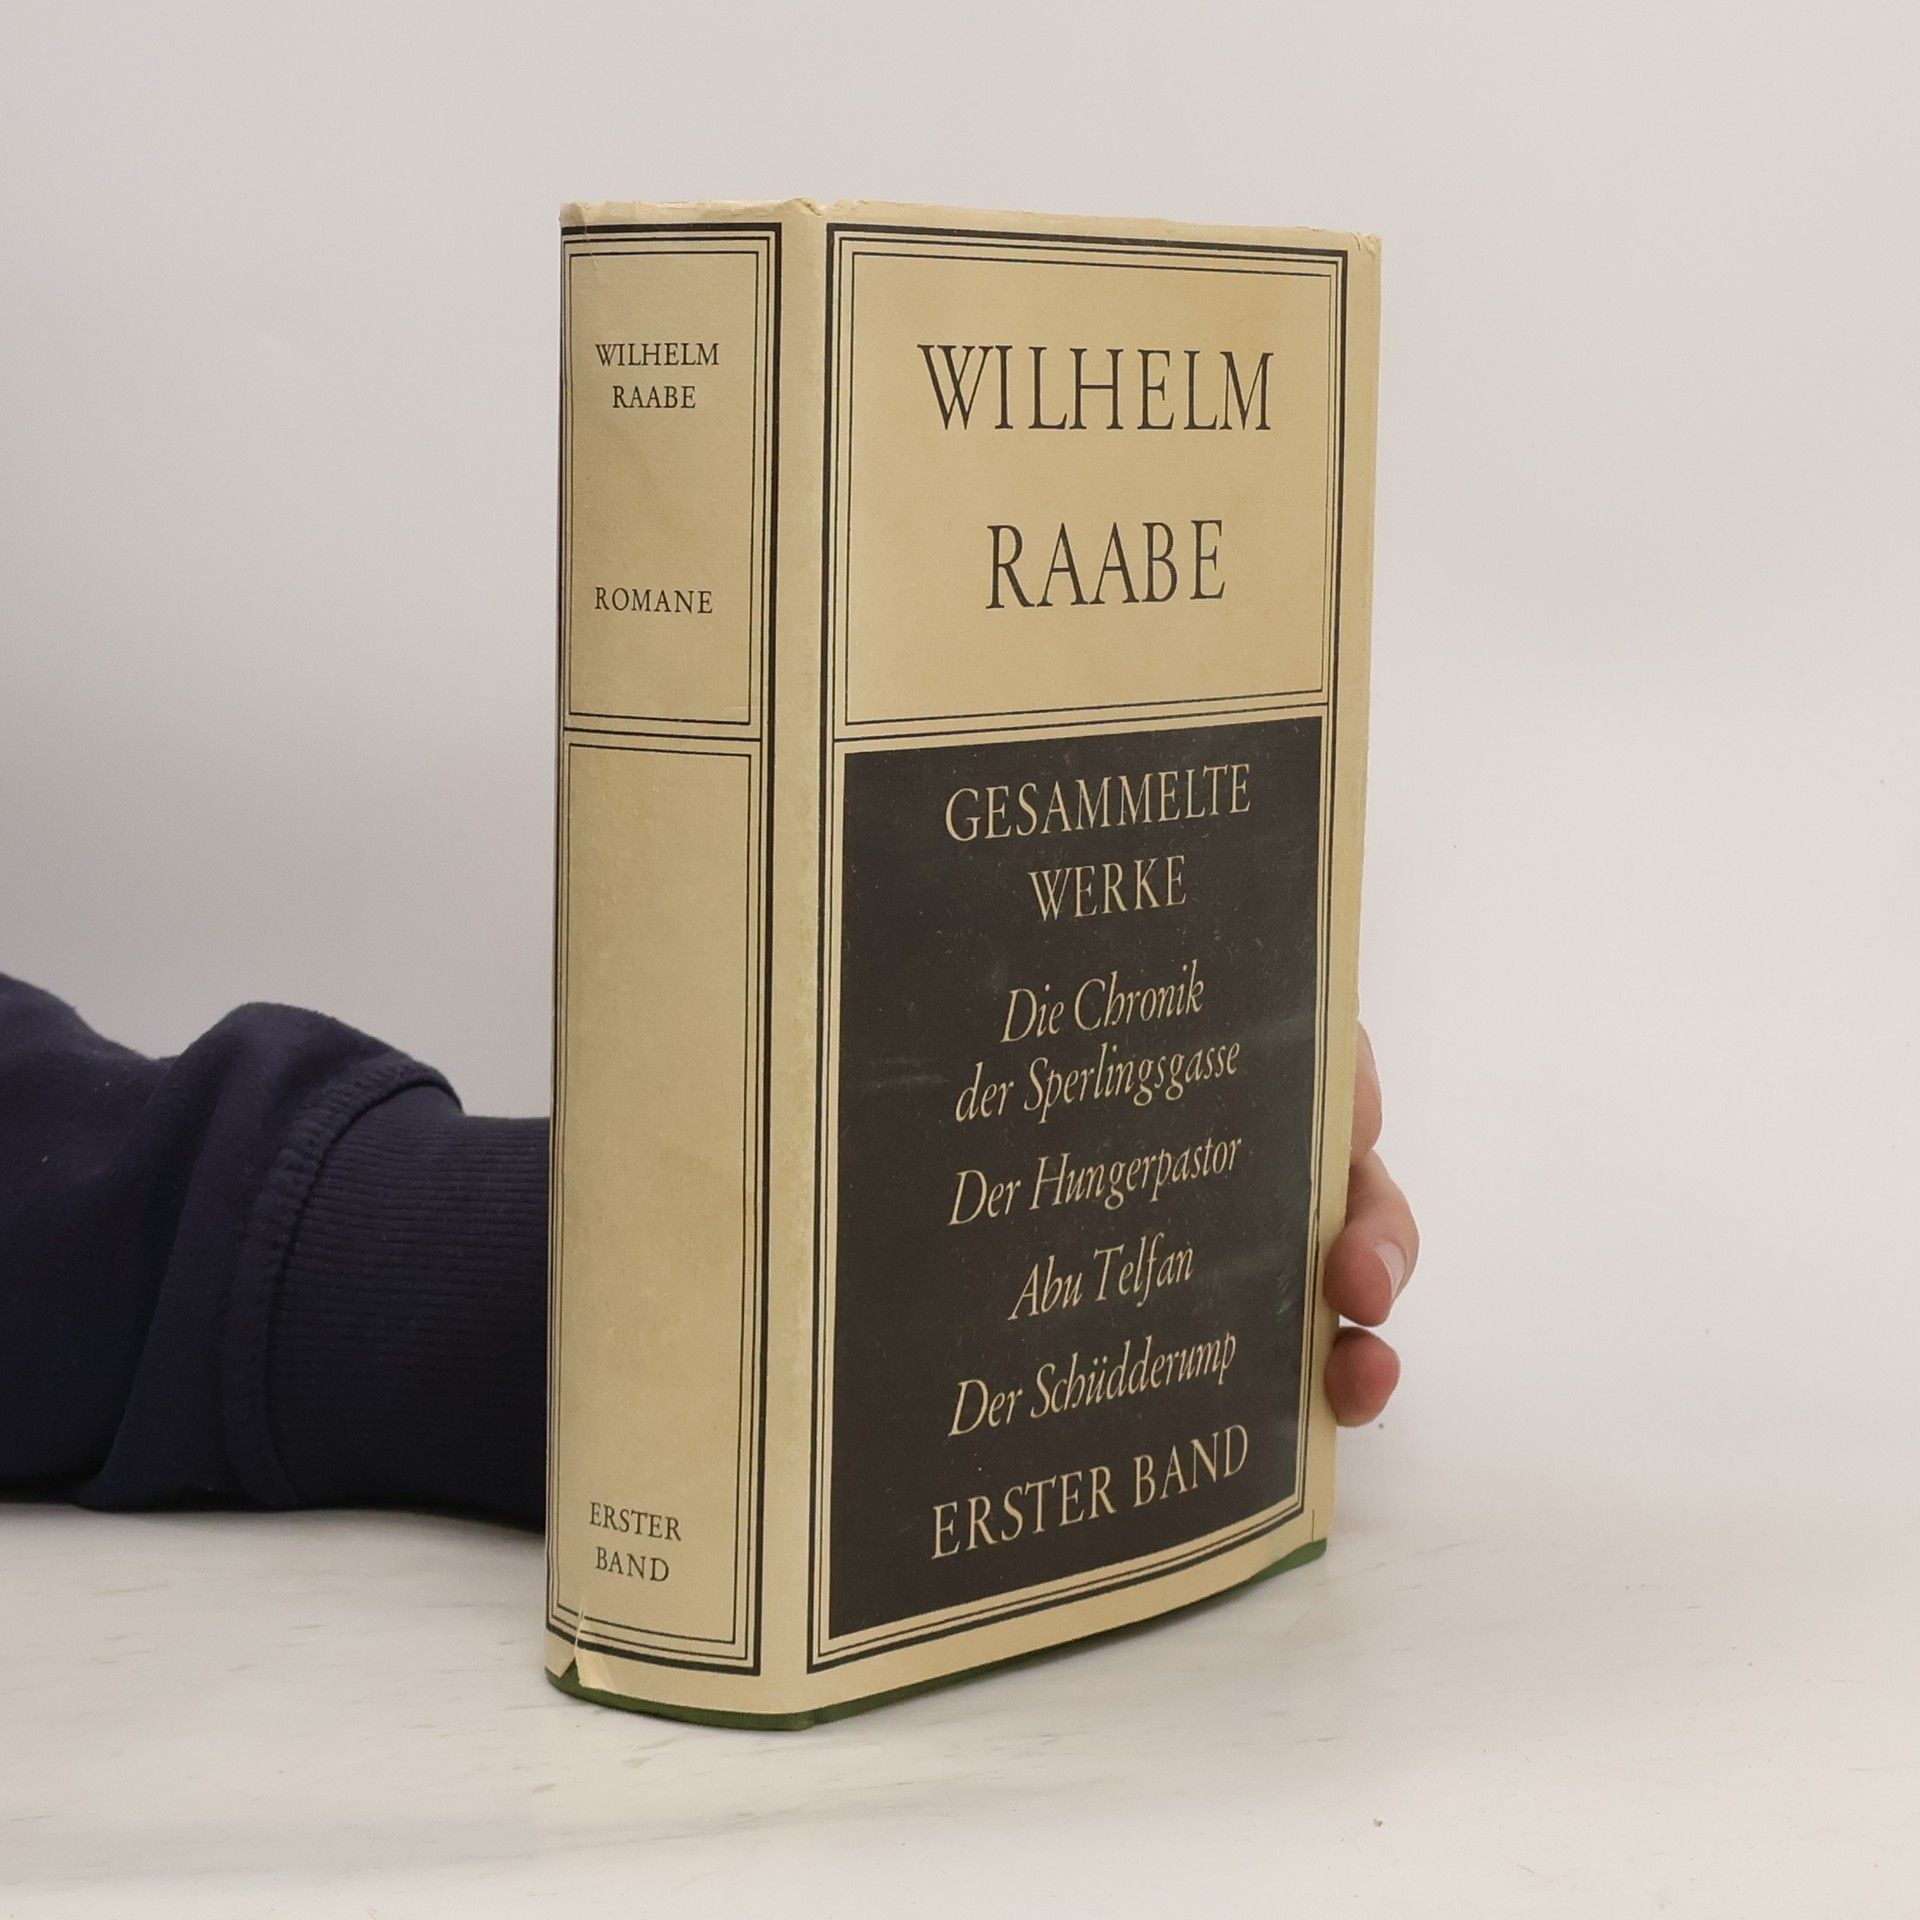 WILHELM
RAABE
ROMANE
ERSTER
BAND
WILHELM
RAABE
GESAMMELTE
WERKE
Die Chronik
der Sperlingsgasse
Der Hungerpastor
Abu Telfan
Der Schüdderump
ERSTER BAND